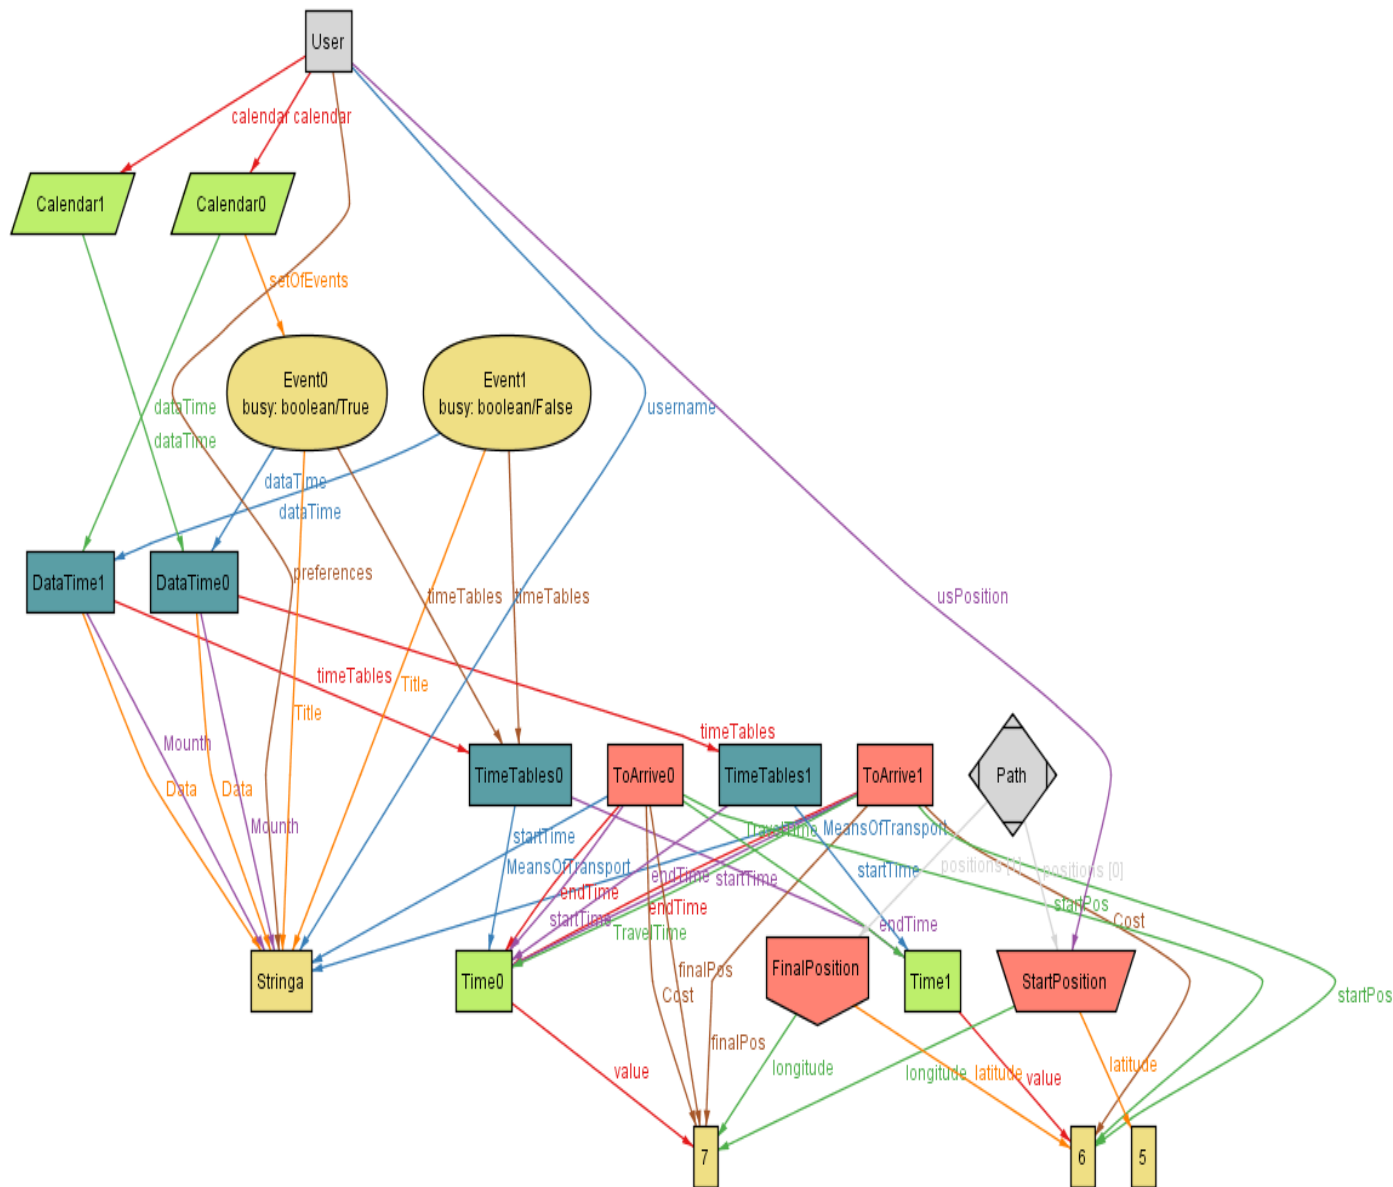 User
calendar calendar
Calendar1
Calendar0
setOfEvents
Event0
busy: boolean/True
Event1
busy: boolean/False
dataTime
username
dataTime
dataTime
dataTime
DataTime1
DataTime0
preferences
timeTables
timeTables
usPosition
timeTables
Title
Title
timeTables
Mounth
TimeTables0
ToArrive0
TimeTables1
ToArrive1
Path
Data
Data
Mounth
startTime
TravelTime
MeansOfTransport
MeansOfTransport
endTime
startTime
startTime
positions [1]
positions [0]
endTime
endTime
startPos
startTime
TravelTime
endTime
Cost
Stringa
Time0
finalPos
FinalPosition
Time1
StartPosition
Cost
startPos
finalPos
value
longitude
longitude
latitude
value
latitude
7
6
5